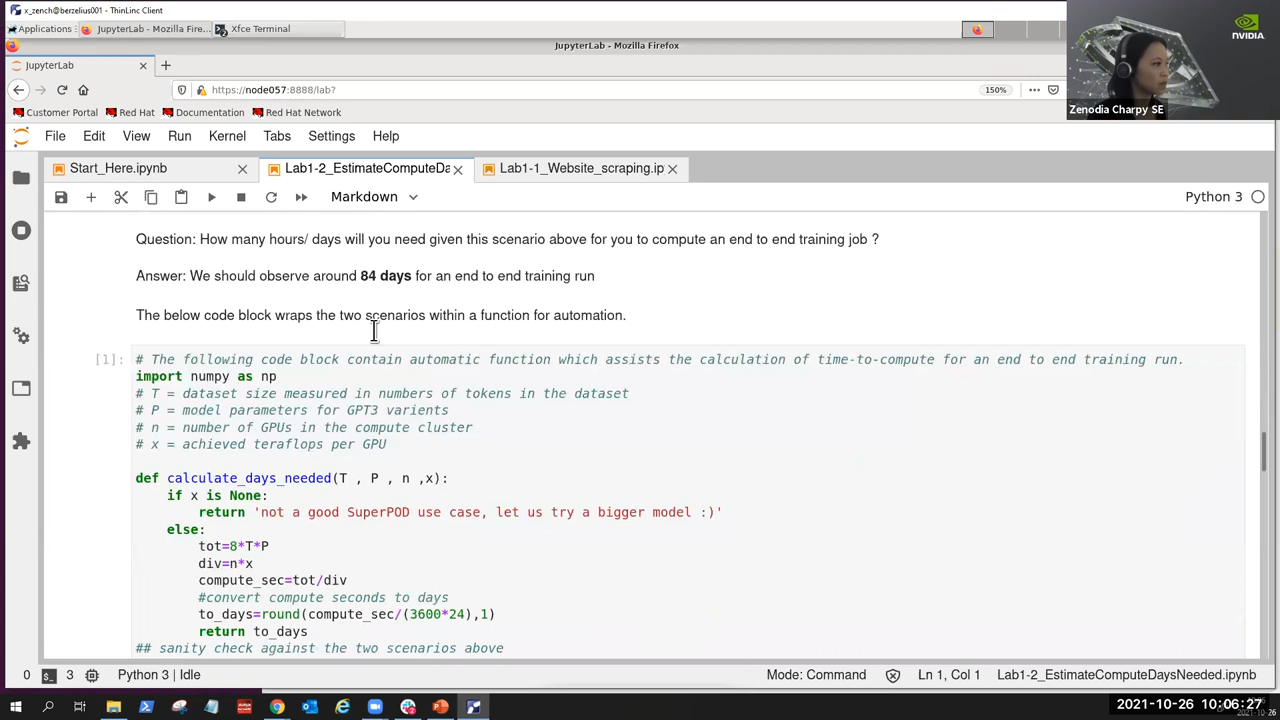 x_zench@berzelius001 - ThinLinc Client
Applications
JupyterLab - Mozilla Fire...
Xfce Terminal
JupyterLab - Mozilla Firefox
NVIDIA
JupyterLab
https://node057:8888/lab?
150%
Zenodia Charpy SE
Customer Portal
Red Hat
Documentation
Red Hat Network
File Edit View Run Kernel Tabs Settings Help
Start_Here.ipynb
Lab1-2_EstimateComputeDa
Lab1-1_Website_scraping.ip
Markdown
Python 3
Question: How many hours/ days will you need given this scenario above for you to compute an end to end training job ?
Answer: We should observe around 84 days for an end to end training run
The below code block wraps the two scenarios within a function for automation.
[1]:
# The following code block contain automatic function which assists the calculation of time-to-compute for an end to end training run.
import numpy as np
# T = dataset size measured in numbers of tokens in the dataset
# P = model parameters for GPT3 varients
# n = number of GPUs in the compute cluster
# x = achieved teraflops per GPU
def calculate_days_needed(T , P , n ,x):
if x is None:
return 'not a good SuperPOD use case, let us try a bigger model :)'
else:
tot=8*T*P
div=n*x
compute_sec=tot/div
#convert compute seconds to days
to_days=round(compute_sec/(3600*24),1)
return to_days
## sanity check against the two scenarios above
0
3
Python 3 | Idle
Mode: Command
Ln 1, Col 1
Lab1-2_EstimateComputeDaysNeeded.ipynb
2021-10-26 10:06:27
2021-10-26